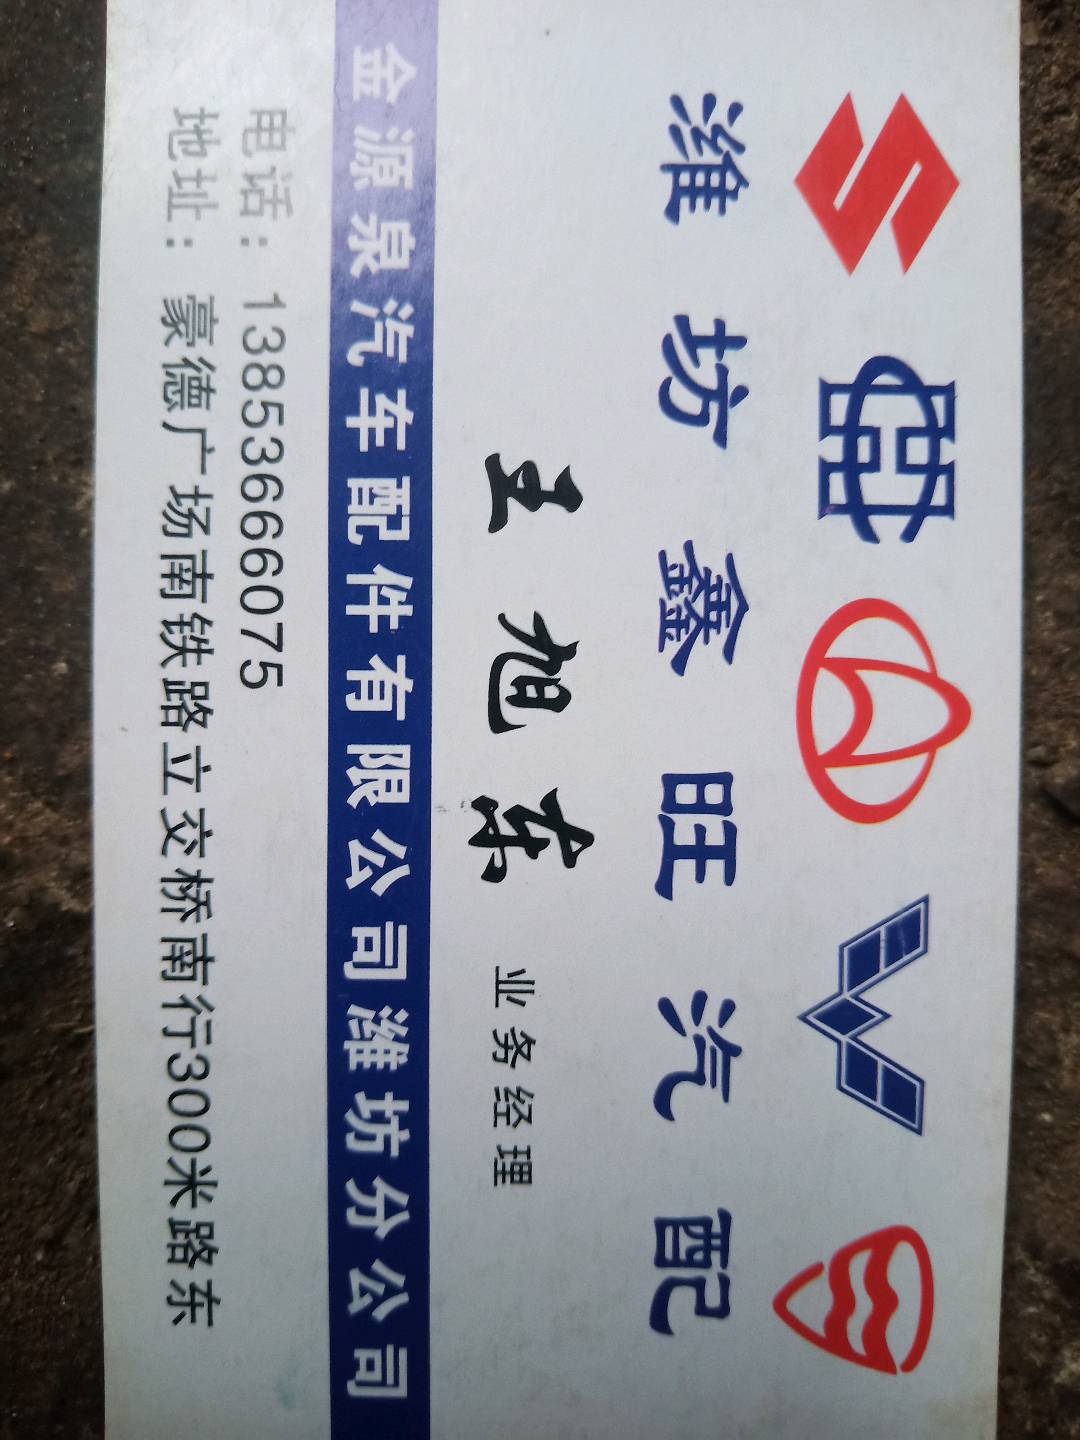 潍坊鑫旺汽配
王旭东 业务经理
金源泉汽车配件有限公司潍坊分公司
电话：13853666075
地址：豪德广场南铁路立交桥南行300米路东